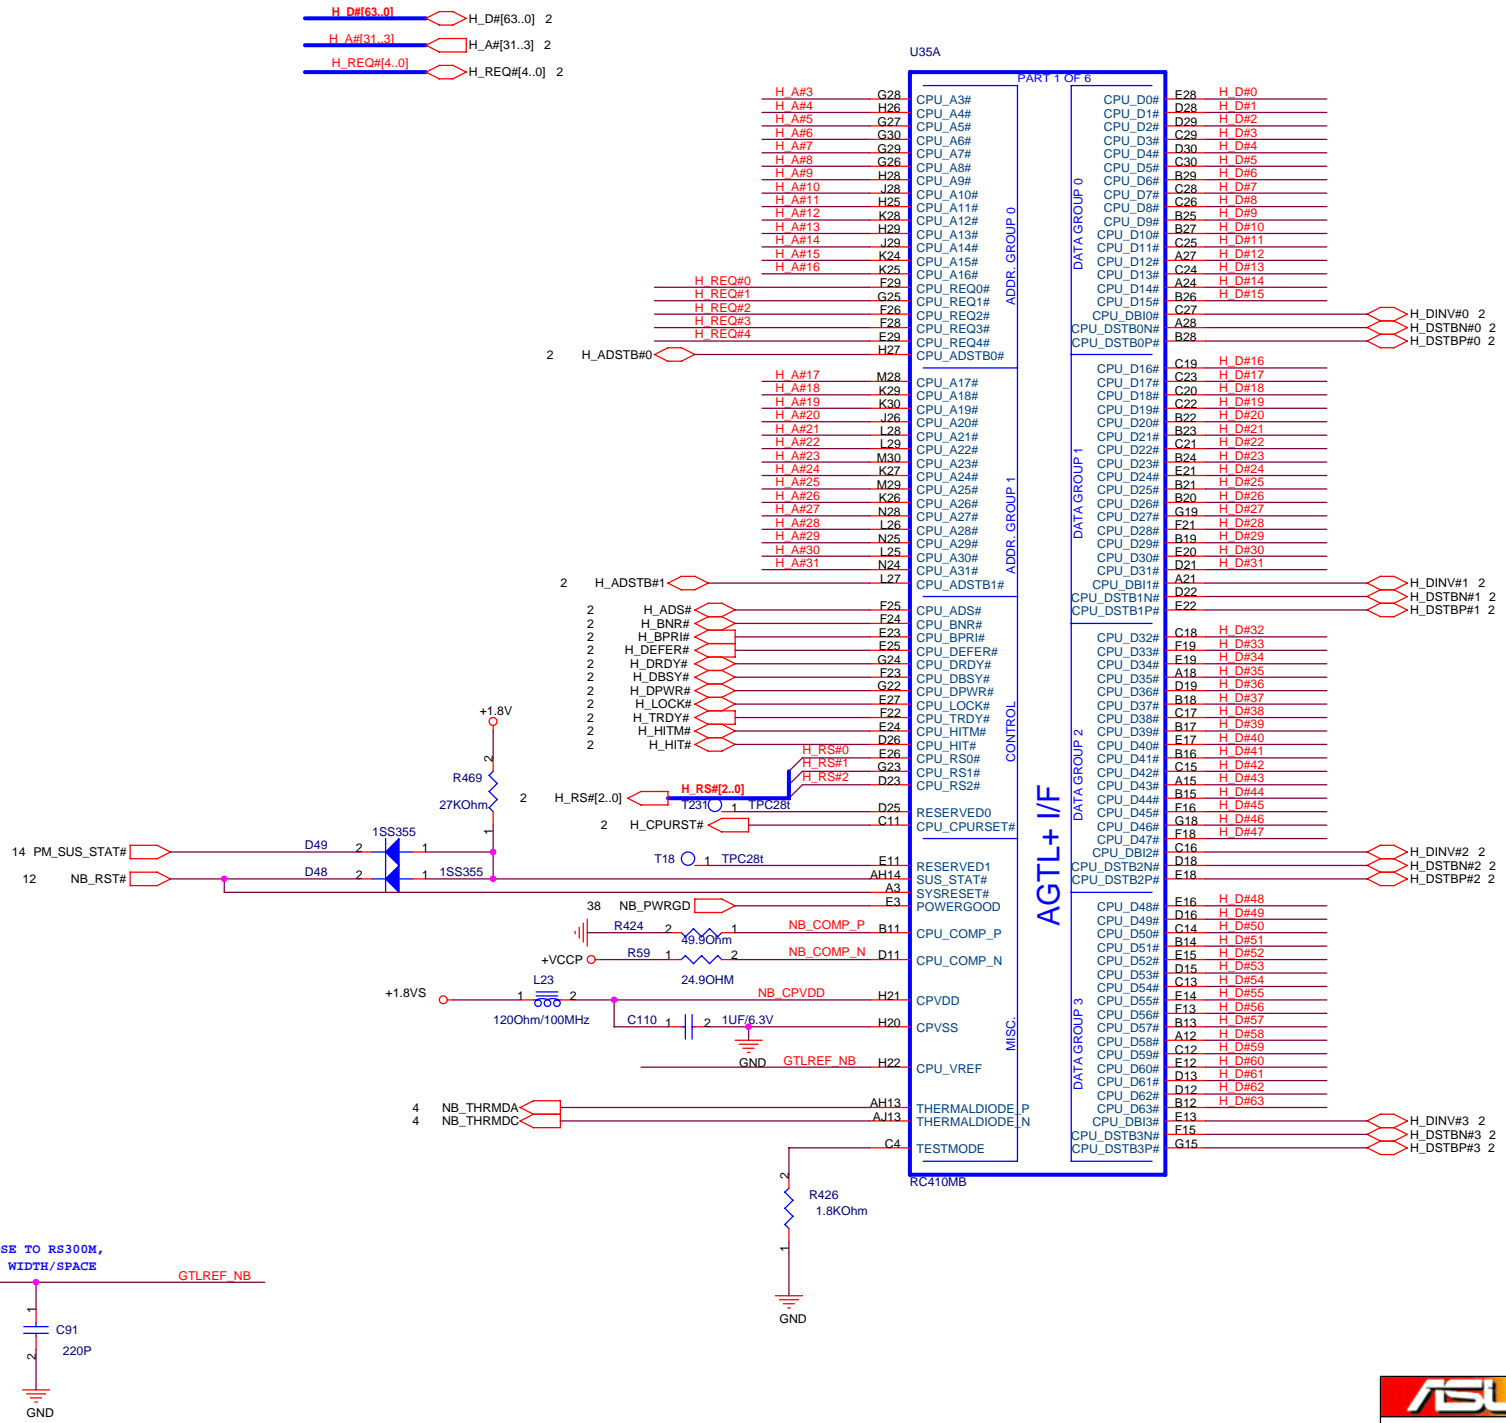 H_D#[63..0] H_D#[63..0] 2
H_A#[31..3] H_A#[31..3] 2
H_REQ#[4..0] H_REQ#[4..0] 2
U35A
PART 1 OF 6
H_A#3 G28 CPU_A3# CPU_D0# E28 H_D#0
H_A#4 H26 CPU_A4# CPU_D1# D28 H_D#1
H_A#5 G27 CPU_A5# CPU_D2# D29 H_D#2
H_A#6 G30 CPU_A6# CPU_D3# C29 H_D#3
H_A#7 G29 CPU_A7# CPU_D4# D30 H_D#4
H_A#8 G26 CPU_A8# CPU_D5# C30 H_D#5
H_A#9 H28 CPU_A9# CPU_D6# B29 H_D#6
H_A#10 J28 CPU_A10# CPU_D7# C28 H_D#7
H_A#11 H25 CPU_A11# CPU_D8# C26 H_D#8
H_A#12 K28 CPU_A12# CPU_D9# B25 H_D#9
H_A#13 H29 CPU_A13# CPU_D10# B27 H_D#10
H_A#14 J29 CPU_A14# CPU_D11# C25 H_D#11
H_A#15 K24 CPU_A15# CPU_D12# A27 H_D#12
H_A#16 K25 CPU_A16# CPU_D13# C24 H_D#13
H_REQ#0 F29 CPU_REQ0# CPU_D14# A24 H_D#14
H_REQ#1 G25 CPU_REQ1# CPU_D15# B26 H_D#15
H_REQ#2 F26 CPU_REQ2# CPU_DBI0# C27 H_DINV#0 2
H_REQ#3 F28 CPU_REQ3# CPU_DSTB0N# A28 H_DSTBN#0 2
H_REQ#4 E29 CPU_REQ4# CPU_DSTB0P# B28 H_DSTBP#0 2
2 H_ADSTB#0 H27 CPU_ADSTB0#
ADDR. GROUP 0
DATA GROUP 0
CPU_D16# C19 H_D#16
H_A#17 M28 CPU_A17# CPU_D17# C23 H_D#17
H_A#18 K29 CPU_A18# CPU_D18# C20 H_D#18
H_A#19 K30 CPU_A19# CPU_D19# C22 H_D#19
H_A#20 J26 CPU_A20# CPU_D20# B22 H_D#20
H_A#21 L28 CPU_A21# CPU_D21# B23 H_D#21
H_A#22 L29 CPU_A22# CPU_D22# C21 H_D#22
H_A#23 M30 CPU_A23# CPU_D23# B24 H_D#23
H_A#24 K27 CPU_A24# CPU_D24# E21 H_D#24
H_A#25 M29 CPU_A25# CPU_D25# B21 H_D#25
H_A#26 K26 CPU_A26# CPU_D26# B20 H_D#26
H_A#27 N28 CPU_A27# CPU_D27# G19 H_D#27
H_A#28 L26 CPU_A28# CPU_D28# F21 H_D#28
H_A#29 N25 CPU_A29# CPU_D29# B19 H_D#29
H_A#30 L25 CPU_A30# CPU_D30# E20 H_D#30
H_A#31 N24 CPU_A31# CPU_D31# D21 H_D#31
2 H_ADSTB#1 L27 CPU_ADSTB1# CPU_DBI1# A21 H_DINV#1 2
CPU_DSTB1N# D22 H_DSTBN#1 2
ADDR. GROUP 1
DATA GROUP 1
2 H_ADS# F25 CPU_ADS# CPU_DSTB1P# E22 H_DSTBP#1 2
2 H_BNR# F24 CPU_BNR#
2 H_BPRI# E23 CPU_BPRI# CPU_D32# C18 H_D#32
2 H_DEFER# E25 CPU_DEFER# CPU_D33# F19 H_D#33
2 H_DRDY# G24 CPU_DRDY# CPU_D34# E19 H_D#34
2 H_DBSY# F23 CPU_DBSY# CPU_D35# A18 H_D#35
2 H_DPWR# G22 CPU_DPWR# CPU_D36# D19 H_D#36
2 H_LOCK# E27 CPU_LOCK# CPU_D37# B18 H_D#37
2 H_TRDY# F22 CPU_TRDY# CPU_D38# C17 H_D#38
2 H_HITM# E24 CPU_HITM# CPU_D39# B17 H_D#39
2 H_HIT# D26 CPU_HIT# CPU_D40# E17 H_D#40
H_RS#0 E26 CPU_RS0# CPU_D41# B16 H_D#41
H_RS#1 G23 CPU_RS1# CPU_D42# C15 H_D#42
H_RS#2 D23 CPU_RS2# CPU_D43# A15 H_D#43
2 H_RS#[2..0] H_RS#[2..0] CPU_D44# B15 H_D#44
T231 1 TPC28t D25 RESERVED0 CPU_D45# F16 H_D#45
2 H_CPURST# C11 CPU_CPURSET# CPU_D46# G18 H_D#46
CPU_D47# F18 H_D#47
CONTROL
DATA GROUP 2
AGTL+ I/F
+1.8V
2
R469
27KOhm
1
14 PM_SUS_STAT# D49 2 1SS355 1
12 NB_RST# D48 2 1 1SS355
CPU_DBI2# C16 H_DINV#2 2
T18 1 TPC28t E11 RESERVED1 CPU_DSTB2N# D18 H_DSTBN#2 2
AH14 SUS_STAT# CPU_DSTB2P# E18 H_DSTBP#2 2
A3 SYSRESET#
38 NB_PWRGD E3 POWERGOOD CPU_D48# E16 H_D#48
CPU_D49# D16 H_D#49
R424 2 49.9Ohm 1 NB_COMP_P B11 CPU_COMP_P CPU_D50# C14 H_D#50
CPU_D51# B14 H_D#51
+VCCP R59 1 2 NB_COMP_N D11 CPU_COMP_N CPU_D52# E15 H_D#52
24.9OHM
CPU_D53# D15 H_D#53
CPU_D54# C13 H_D#54
+1.8VS 1 L23 2 NB_CPVDD H21 CPVDD CPU_D55# E14 H_D#55
120Ohm/100MHz
CPU_D56# F13 H_D#56
C110 1 2 1UF/6.3V H20 CPVSS CPU_D57# B13 H_D#57
GND
CPU_D58# A12 H_D#58
CPU_D59# C12 H_D#59
GTLREF_NB H22 CPU_VREF CPU_D60# E12 H_D#60
CPU_D61# D13 H_D#61
CPU_D62# D12 H_D#62
4 NB_THRMDA AH13 THERMALDIODE_P CPU_D63# B12 H_D#63
4 NB_THRMDC AJ13 THERMALDIODE_N CPU_DBI3# E13 H_DINV#3 2
CPU_DSTB3N# F15 H_DSTBN#3 2
C4 TESTMODE CPU_DSTB3P# G15 H_DSTBP#3 2
MISC.
DATA GROUP 3
RC410MB
2
R426
1.8KOhm
1
GND
SE TO RS300M,
WIDTH/SPACE
GTLREF_NB
1
C91
220P
2
GND